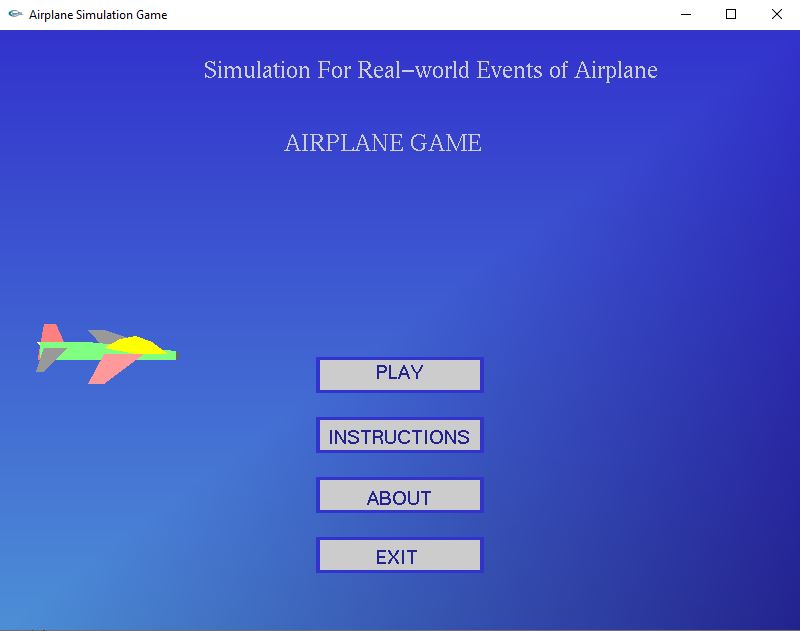 Airplane Simulation Game
Simulation For Real-world Events of Airplane
AIRPLANE GAME
PLAY
INSTRUCTIONS
ABOUT
EXIT